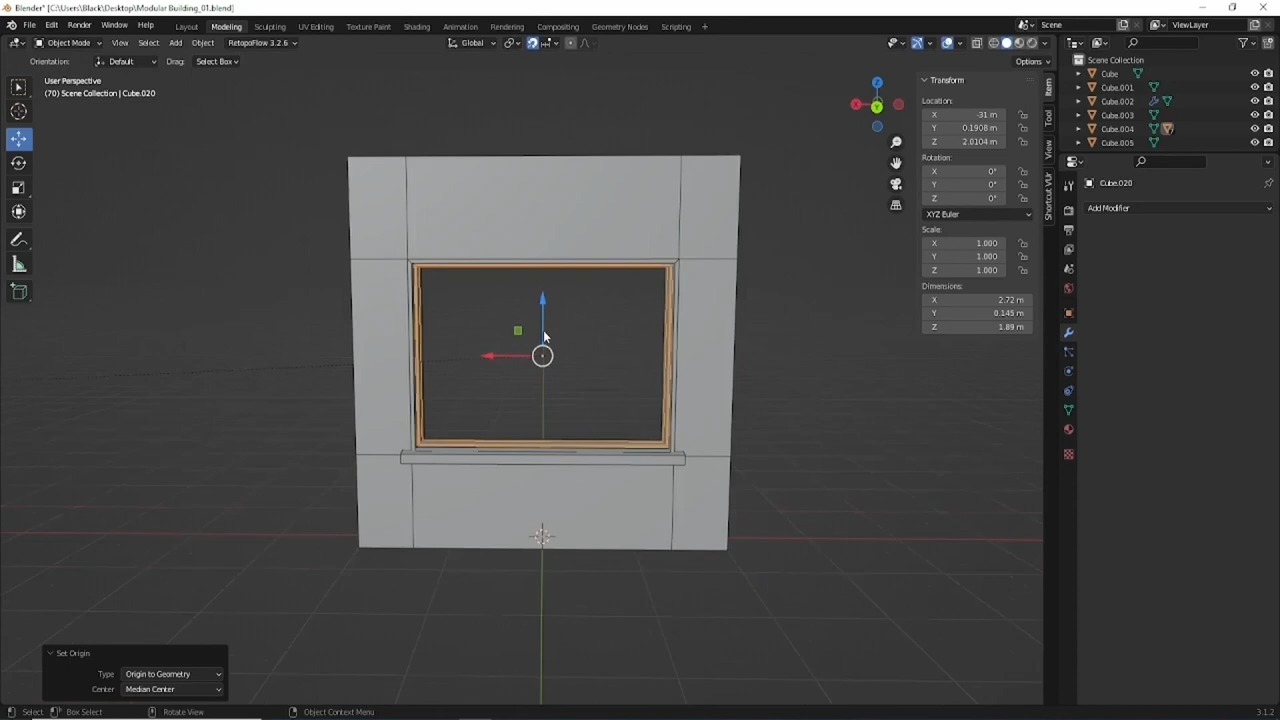 Blender* [C:\Users\Black\Desktop\Modular Building_01.blend]
File Edit Render Window Help Layout Modeling Sculpting UV Editing Texture Paint Shading Animation Rendering Compositing Geometry Nodes Scripting + Scene ViewLayer
Object Mode View Select Add Object RetopoFlow 3.2.6 Global
Orientation: Default Drag: Select Box Options
User Perspective
(70) Scene Collection | Cube.020
Z
X
Y
Transform
Location:
X -31 m
Y 0.1908 m
Z 2.0104 m
Rotation:
X 0°
Y 0°
Z 0°
XYZ Euler
Scale:
X 1.000
Y 1.000
Z 1.000
Dimensions:
X 2.72 m
Y 0.145 m
Z 1.89 m
Item
Tool
View
Shortcut VUr
Scene Collection
Cube
Cube.001
Cube.002
Cube.003
Cube.004
Cube.005
Cube.020
Add Modifier
Set Origin
Type Origin to Geometry
Center Median Center
Select Box Select Rotate View Object Context Menu 3.1.2